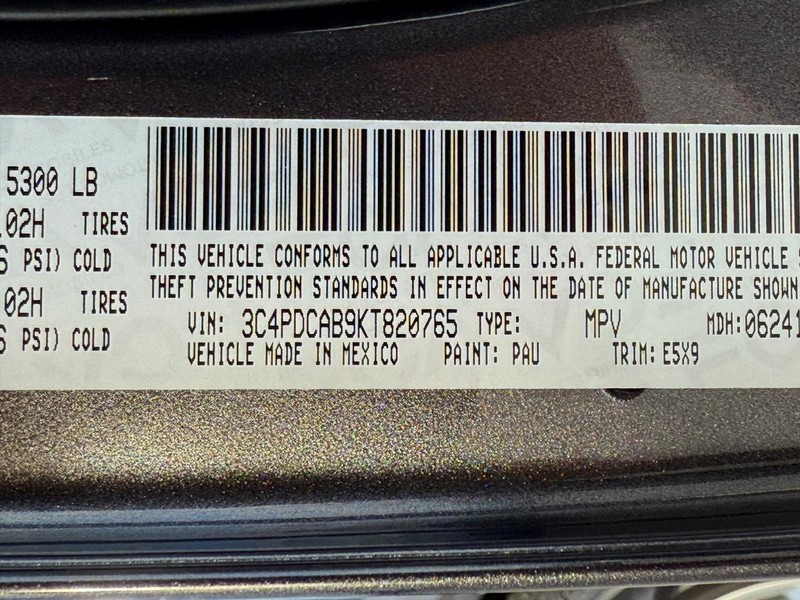 5300 LB
02H TIRES
PSI) COLD
02H TIRES
PSI) COLD
THIS VEHICLE CONFORMS TO ALL APPLICABLE U.S.A. FEDERAL MOTOR VEHICLE
THEFT PREVENTION STANDARDS IN EFFECT ON THE DATE OF MANUFACTURE SHOWN
VIN: 3C4PDCAB9KT820765 TYPE: MPV MDH:06241
VEHICLE MADE IN MEXICO PAINT: PAU TRIM: E5X9